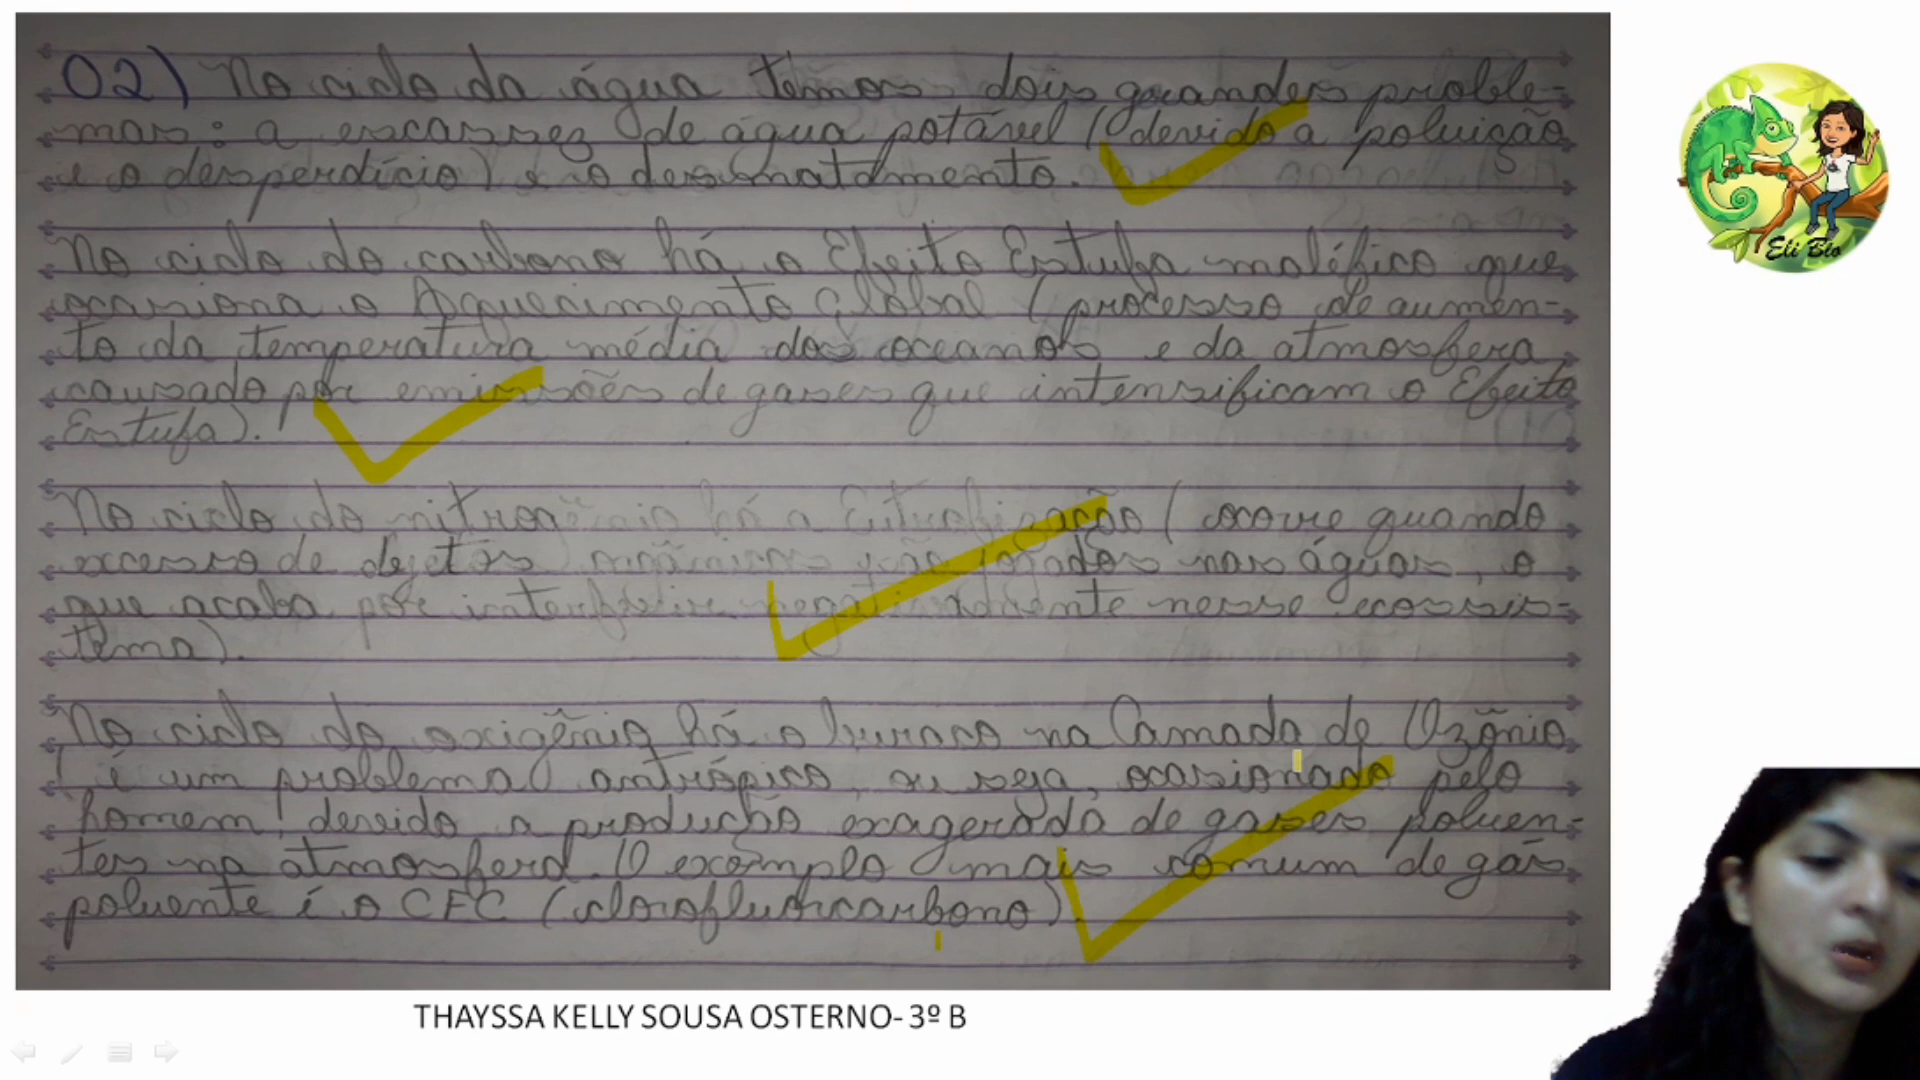 02) No ciclo da água temos dois grandes proble-
mas: a escassez de água potável (devido a poluição
e o desperdício) e o desmatamento.
No ciclo do carbono há o Efeito Estufa maléfico que
ocasiona o Aquecimento Global (processo de aumen-
to da temperatura média dos oceanos e da atmosfera
causado por emissões de gases que intensificam o Efeito
Estufa).
No ciclo do nitrogênio há a Eutrofização (ocorre quando
excesso de dejetos orgânicos são jogados nas águas, o
que acaba por interferir negativamente nesse ecossis-
tema).
No ciclo do oxigênio há o buraco na Camada de Ozônio
(é um problema antrópico, ou seja, ocasionado pelo
homem) devido a produção exagerada de gases poluen-
tes na atmosfera. O exemplo mais comum de gás
poluente é o CFC (clorofluorcarbono).
THAYSSA KELLY SOUSA OSTERNO- 3º B
Eli Bio